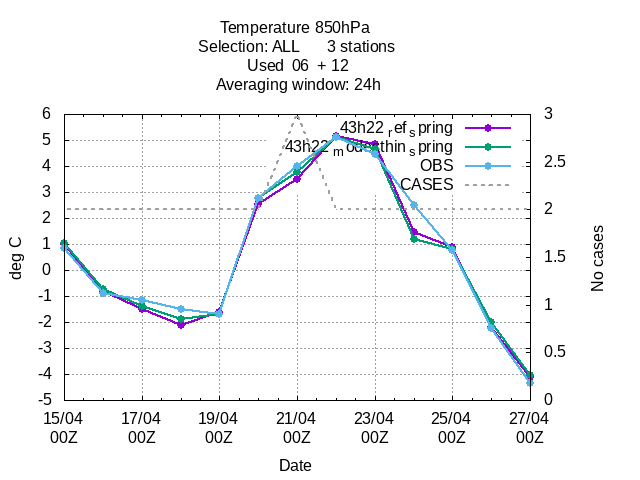 Temperature 850hPa
Selection: ALL 3 stations
Used 06 + 12
Averaging window: 24h
43h22 refspring
OBS
CASES
6
5
4
3
2
1
0
-1
-2
-3
-4
-5
3
2.5
2
1.5
1
0.5
0
deg C
No cases
15/04 17/04 19/04 21/04 23/04 25/04 27/04
00Z 00Z 00Z 00Z 00Z 00Z 00Z
Date